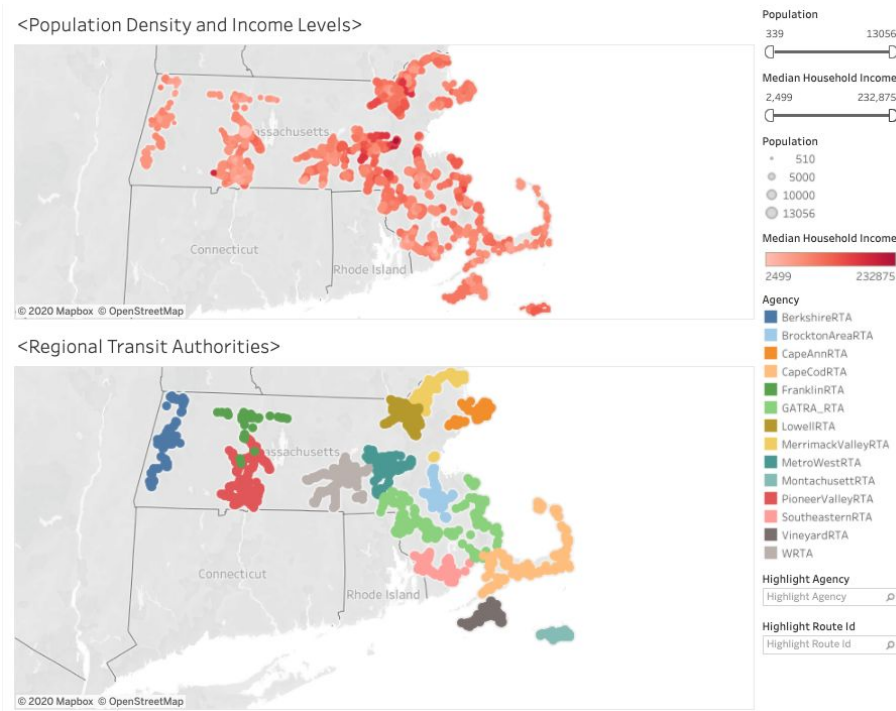 <Population Density and Income Levels>
assachusetts
Connecticut
Rhode Island
© 2020 Mapbox © OpenStreetMap
<Regional Transit Authorities>
assachusetts
Connecticut
Rhode Island
© 2020 Mapbox © OpenStreetMap
Population
339 13056
Median Household Income
2,499 232,875
Population
510
5000
10000
13056
Median Household Income
2499 232875
Agency
BerkshireRTA
BrocktonAreaRTA
CapeAnnRTA
CapeCodRTA
FranklinRTA
GATRA_RTA
LowellRTA
MerrimackValleyRTA
MetroWestRTA
MontachusettRTA
PioneerValleyRTA
SoutheasternRTA
VineyardRTA
WRTA
Highlight Agency
Highlight Agency
Highlight Route Id
Highlight Route Id